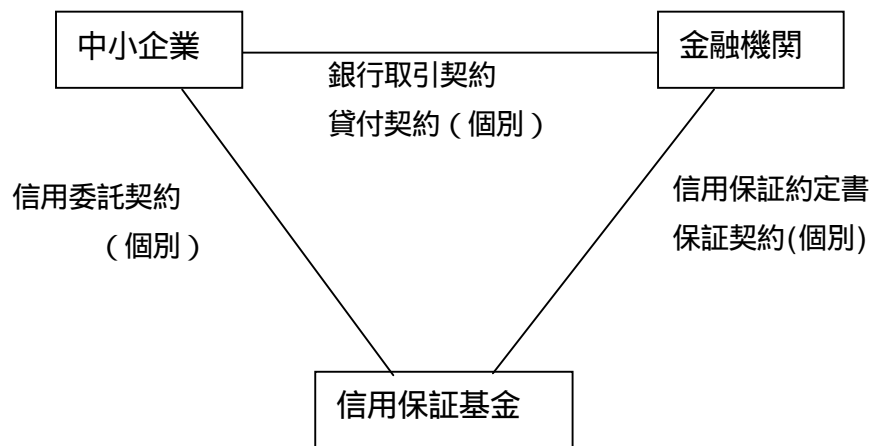 中小企業
金融機関
銀行取引契約
貸付契約（個別）
信用委託契約
（個別）
信用保証約定書
保証契約(個別)
信用保証基金